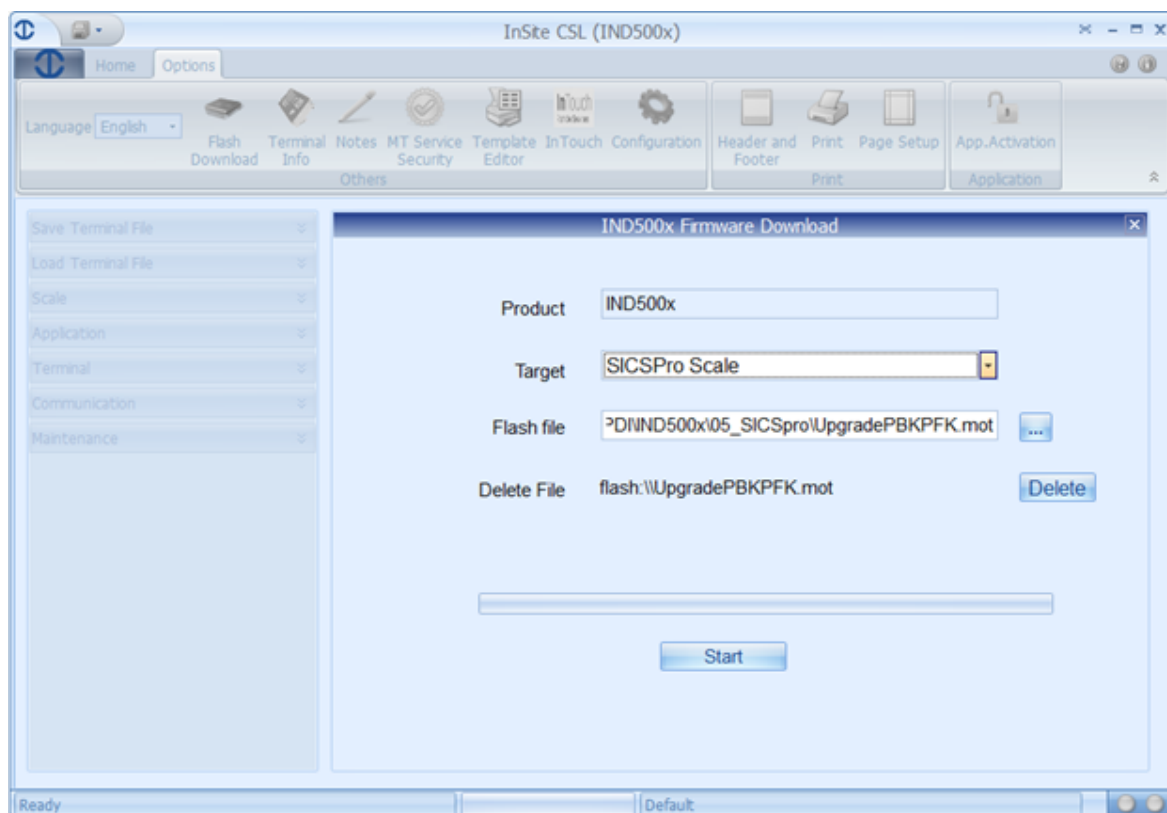 InSite CSL (IND500x)
Home Options
Language English
Flash Download
Terminal Info
Notes
MT Service Security
Template Editor
InTouch
InTouch
Configuration
Others
Header and Footer
Print
Page Setup
Print
App.Activation
Application
Save Terminal File
Load Terminal File
Scale
Application
Terminal
Communication
Maintenance
IND500x Firmware Download
Product IND500x
Target SICSPro Scale
Flash file PDI\IND500x\05_SICSpro\UpgradePBKPFK.mot ...
Delete File flash:\\\UpgradePBKPFK.mot Delete
Start
Ready Default